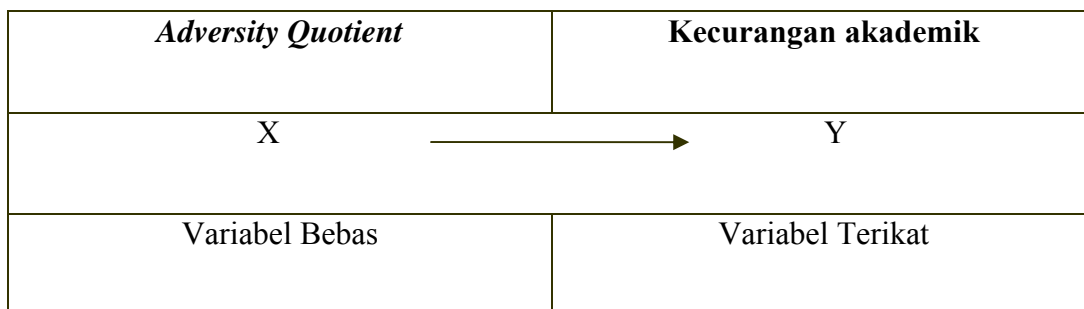 Adversity Quotient Kecurangan akademik
X Y
Variabel Bebas Variabel Terikat